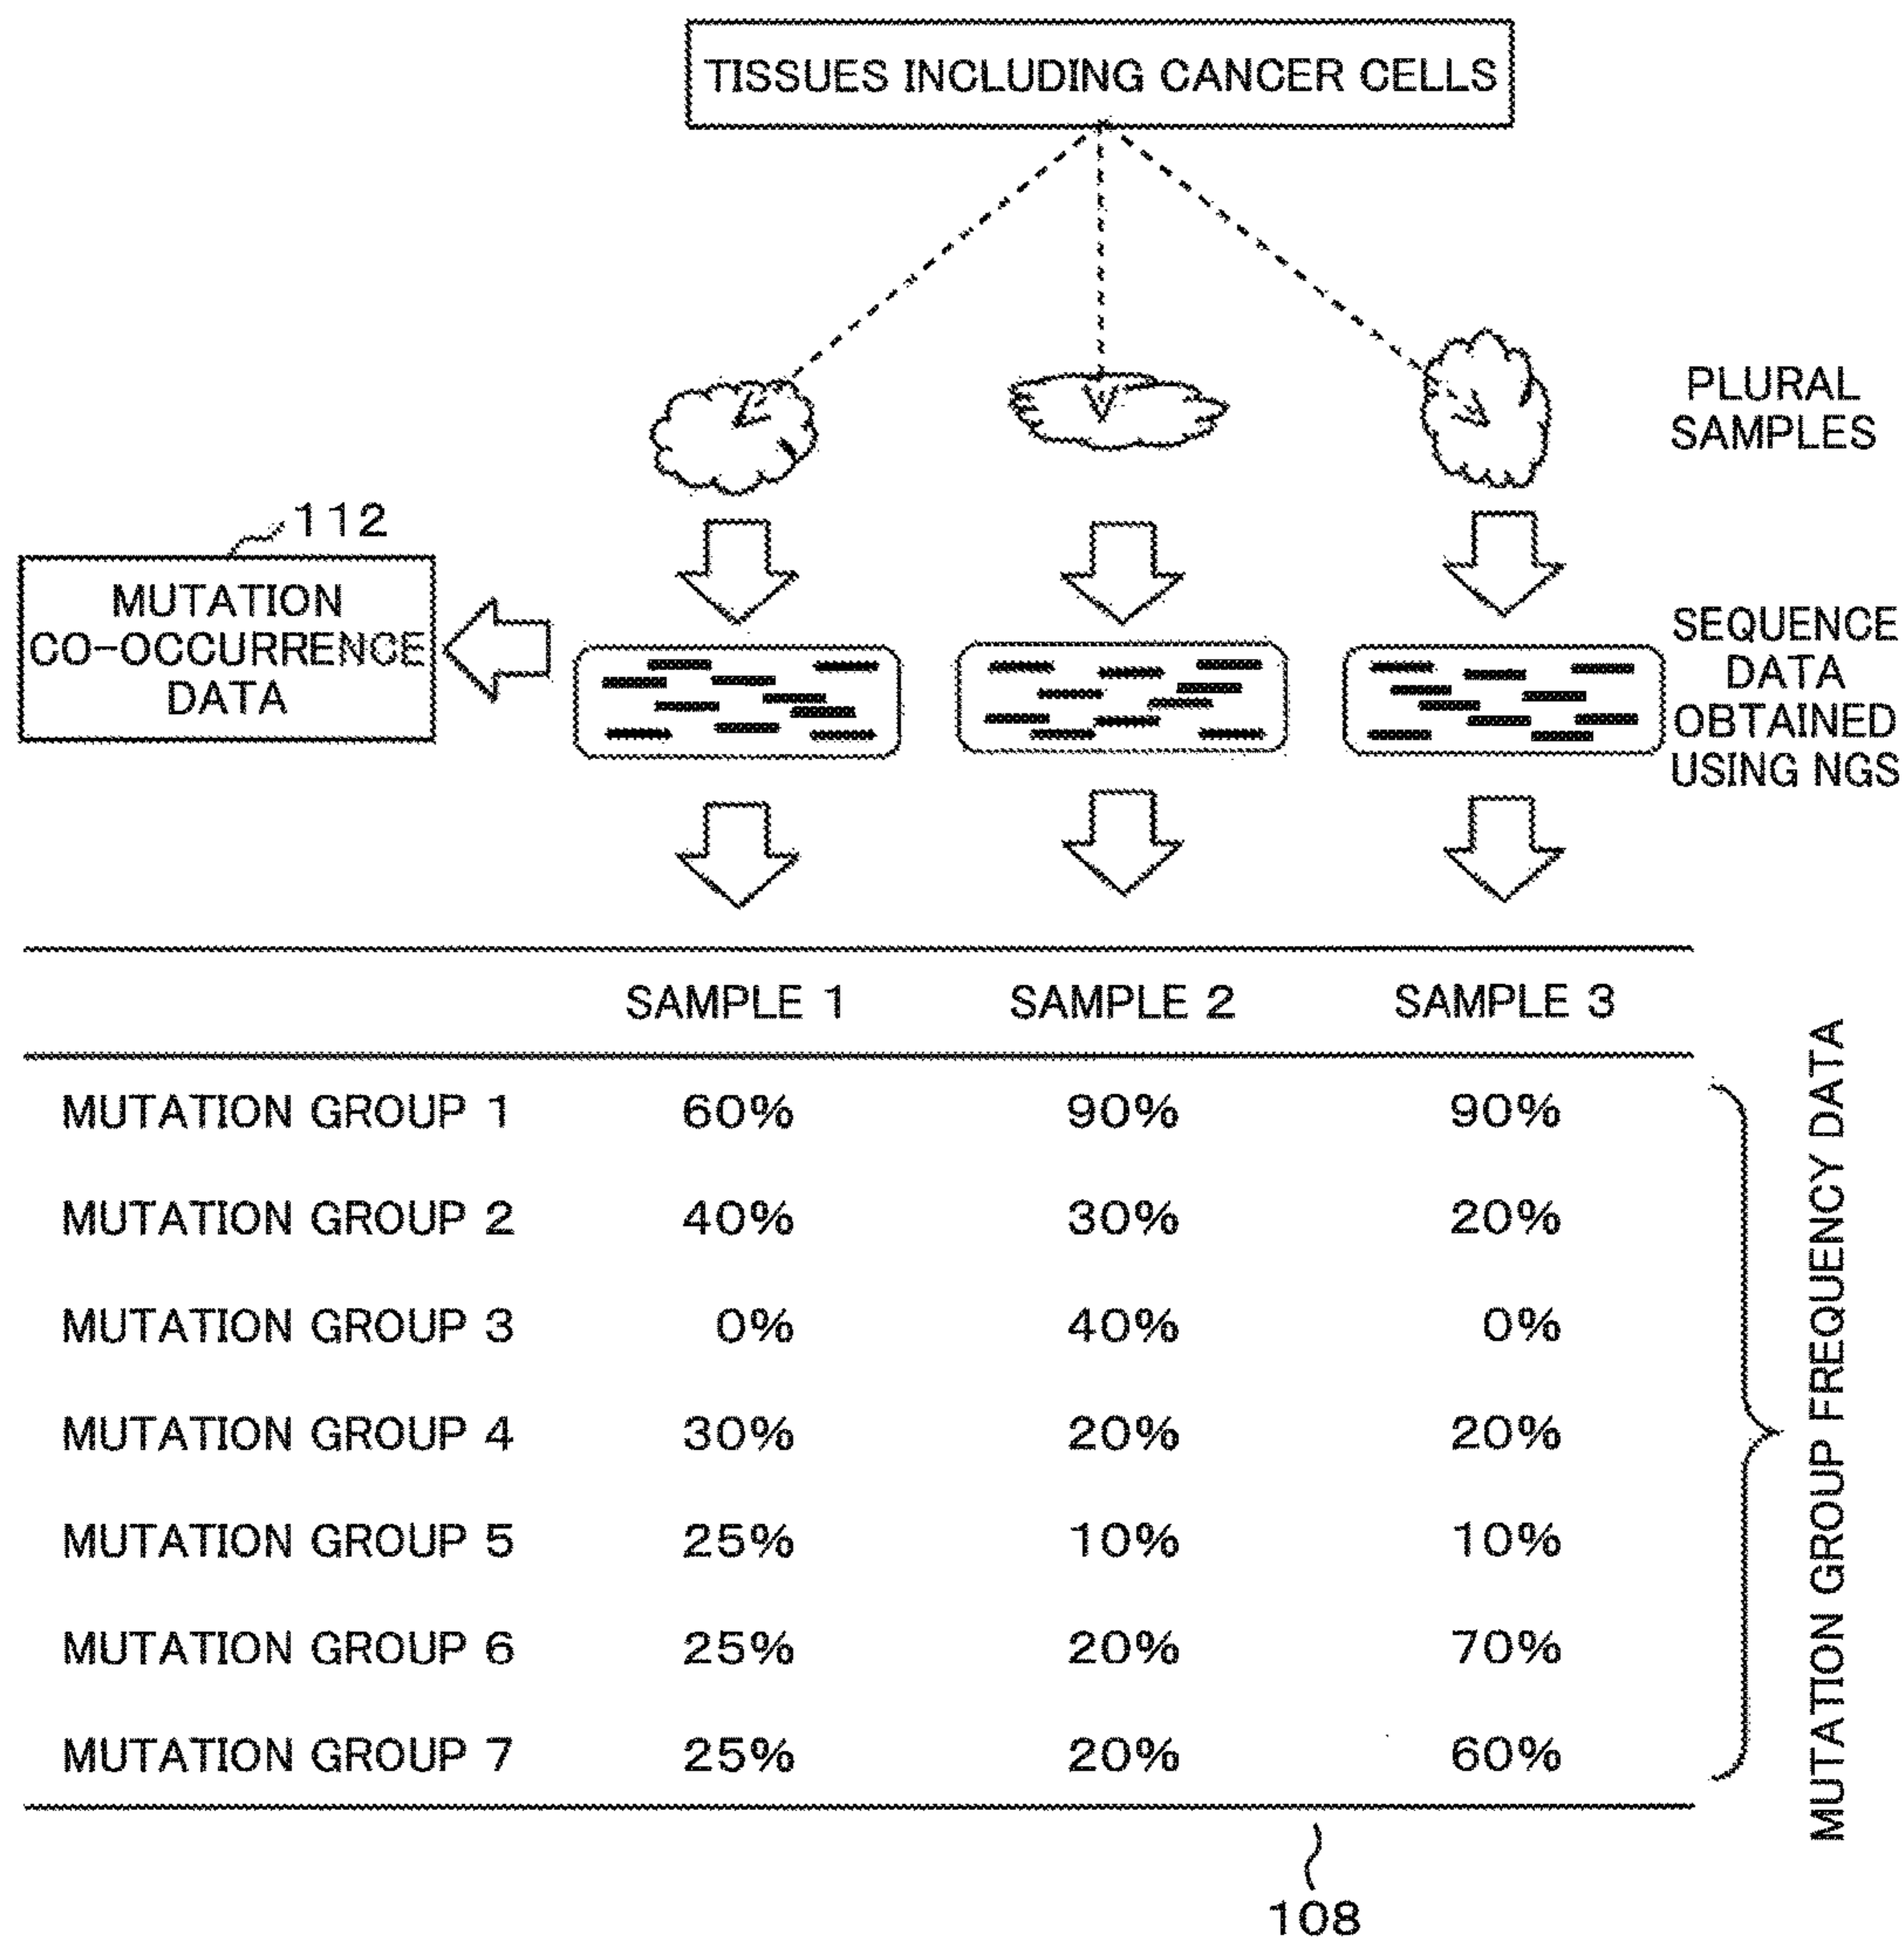 TISSUES INCLUDING CANCER CELLS
PLURAL
SAMPLES
112
MUTATION
CO-OCCURRENCE
DATA
SEQUENCE
DATA
OBTAINED
USING NGS
SAMPLE 1 SAMPLE 2 SAMPLE 3
MUTATION GROUP 1 60% 90% 90%
MUTATION GROUP 2 40% 30% 20%
MUTATION GROUP 3 0% 40% 0%
MUTATION GROUP 4 30% 20% 20%
MUTATION GROUP 5 25% 10% 10%
MUTATION GROUP 6 25% 20% 70%
MUTATION GROUP 7 25% 20% 60%
MUTATION GROUP FREQUENCY DATA
108